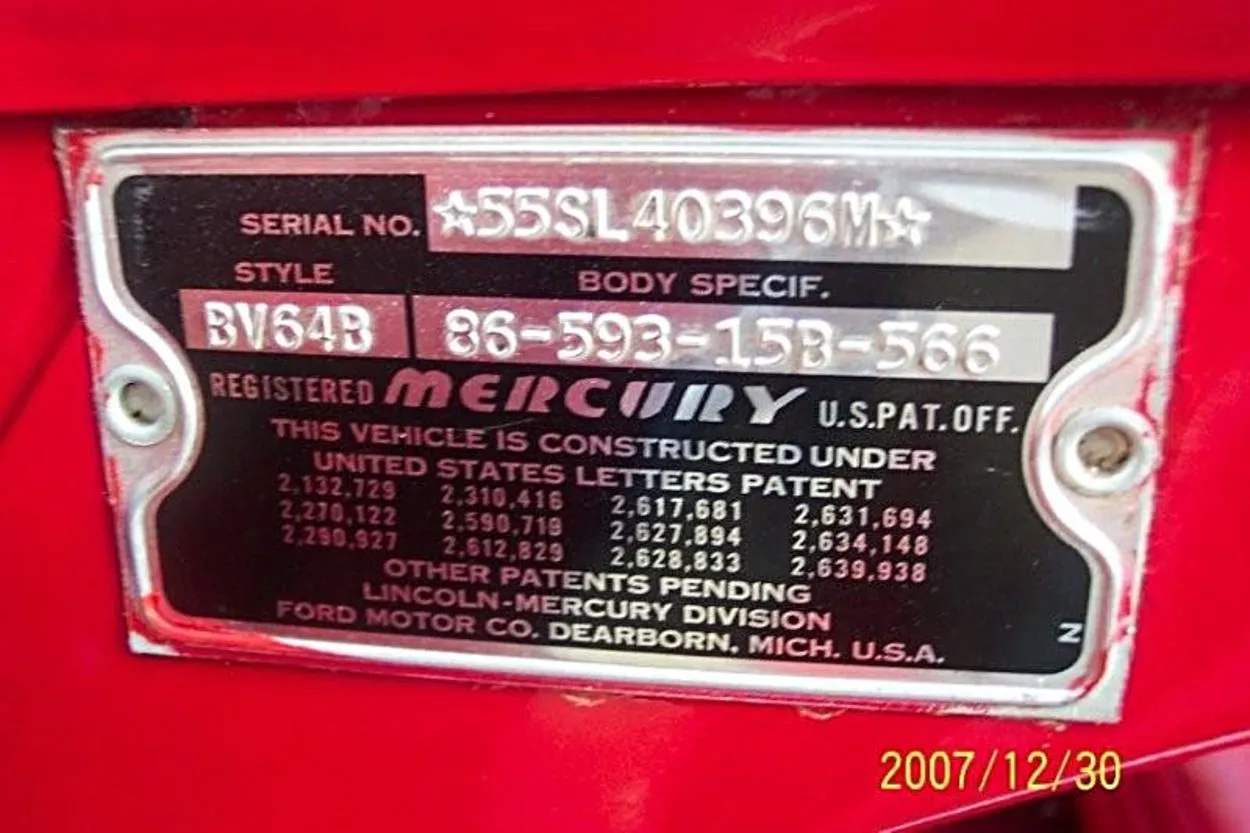 SERIAL NO. ☆55SL40396M☆
STYLE BODY SPECIF.
BV64B 86-593-15B-566
REGISTERED MERCURY U.S.PAT.OFF.
THIS VEHICLE IS CONSTRUCTED UNDER
UNITED STATES LETTERS PATENT
2,132,729 2,310,416 2,617,681 2,631,694
2,270,122 2,590,719 2,627,894 2,634,148
2,290,927 2,612,829 2,628,833 2,639,938
OTHER PATENTS PENDING
LINCOLN-MERCURY DIVISION
FORD MOTOR CO. DEARBORN, MICH. U.S.A.
Z
2007/12/30